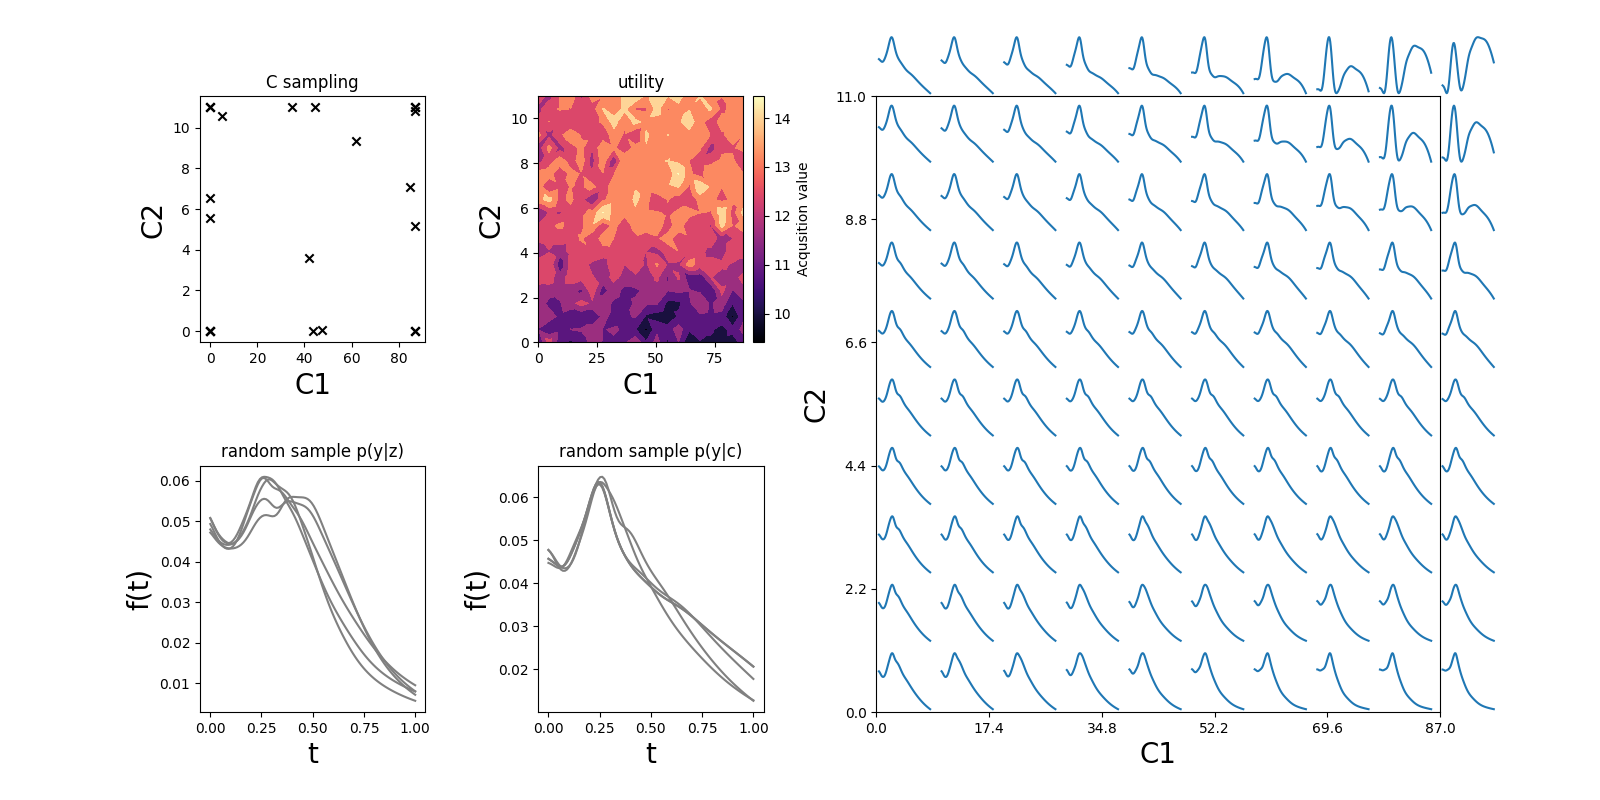 C sampling
10
8
6
4
2
0
C2
0 20 40 60 80
C1
utility
10
8
6
4
2
0
C2
0 25 50 75
C1
14
13
12
11
10
Acqusition value
random sample p(y|z)
0.06
0.05
0.04
0.03
0.02
0.01
f(t)
0.00 0.25 0.50 0.75 1.00
t
random sample p(y|c)
0.06
0.05
0.04
0.03
0.02
f(t)
0.00 0.25 0.50 0.75 1.00
t
11.0
8.8
6.6
4.4
2.2
0.0
C2
0.0 17.4 34.8 52.2 69.6 87.0
C1